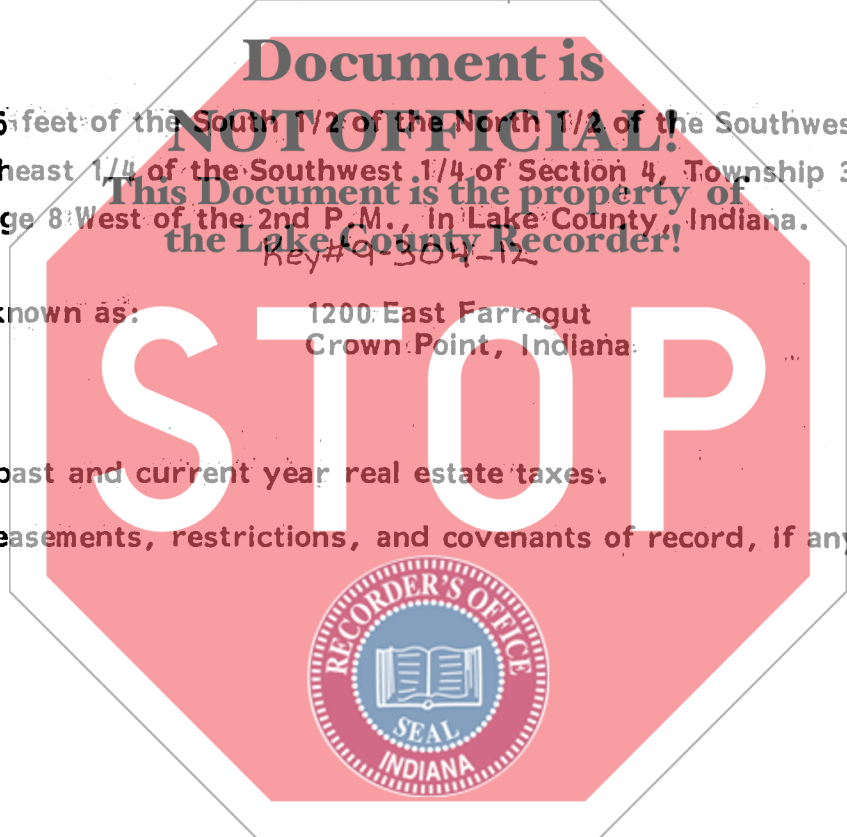 Document is
feet of the South 1/2 of the North 1/2 of the Southwes
NOT OFFICIAL!
heast 1/4 of the Southwest 1/4 of Section 4, Township 3
This Document is the property of
ge 8 West of the 2nd P.M., in Lake County, Indiana.
the Lake County Recorder!
Key#9-304-12
known as: 1200 East Farragut
Crown Point, Indiana
STOP
past and current year real estate taxes.
easements, restrictions, and covenants of record, if any
RECORDER'S OFFICE
SEAL
INDIANA